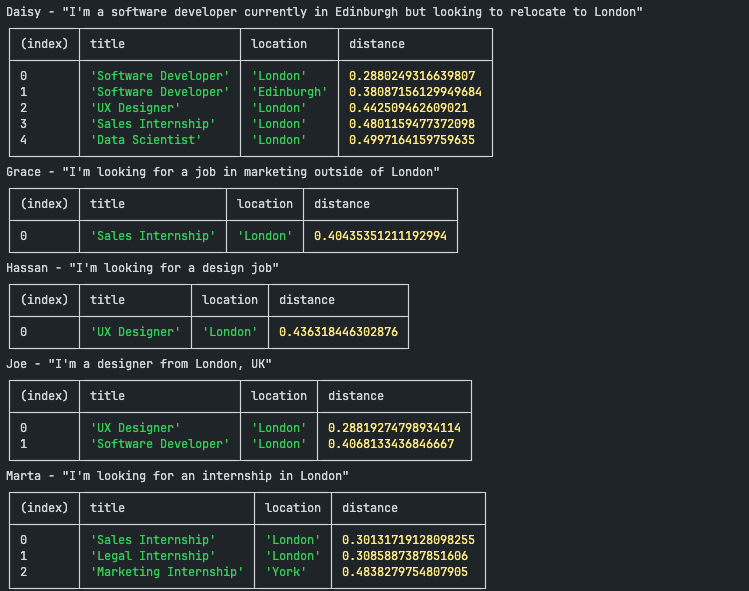 Daisy - "I'm a software developer currently in Edinburgh but looking to relocate to London"
(index) title location distance
0 'Software Developer' 'London' 0.2880249316639807
1 'Software Developer' 'Edinburgh' 0.38087156129949684
2 'UX Designer' 'London' 0.442509462609021
3 'Sales Internship' 'London' 0.4801159477372098
4 'Data Scientist' 'London' 0.4997164159759635
Grace - "I'm looking for a job in marketing outside of London"
(index) title location distance
0 'Sales Internship' 'London' 0.40435351211192994
Hassan - "I'm looking for a design job"
(index) title location distance
0 'UX Designer' 'London' 0.436318446302876
Joe - "I'm a designer from London, UK"
(index) title location distance
0 'UX Designer' 'London' 0.28819274798934114
1 'Software Developer' 'London' 0.4068133436846667
Marta - "I'm looking for an internship in London"
(index) title location distance
0 'Sales Internship' 'London' 0.30131719128098255
1 'Legal Internship' 'London' 0.3085887387851606
2 'Marketing Internship' 'York' 0.4838279754807905